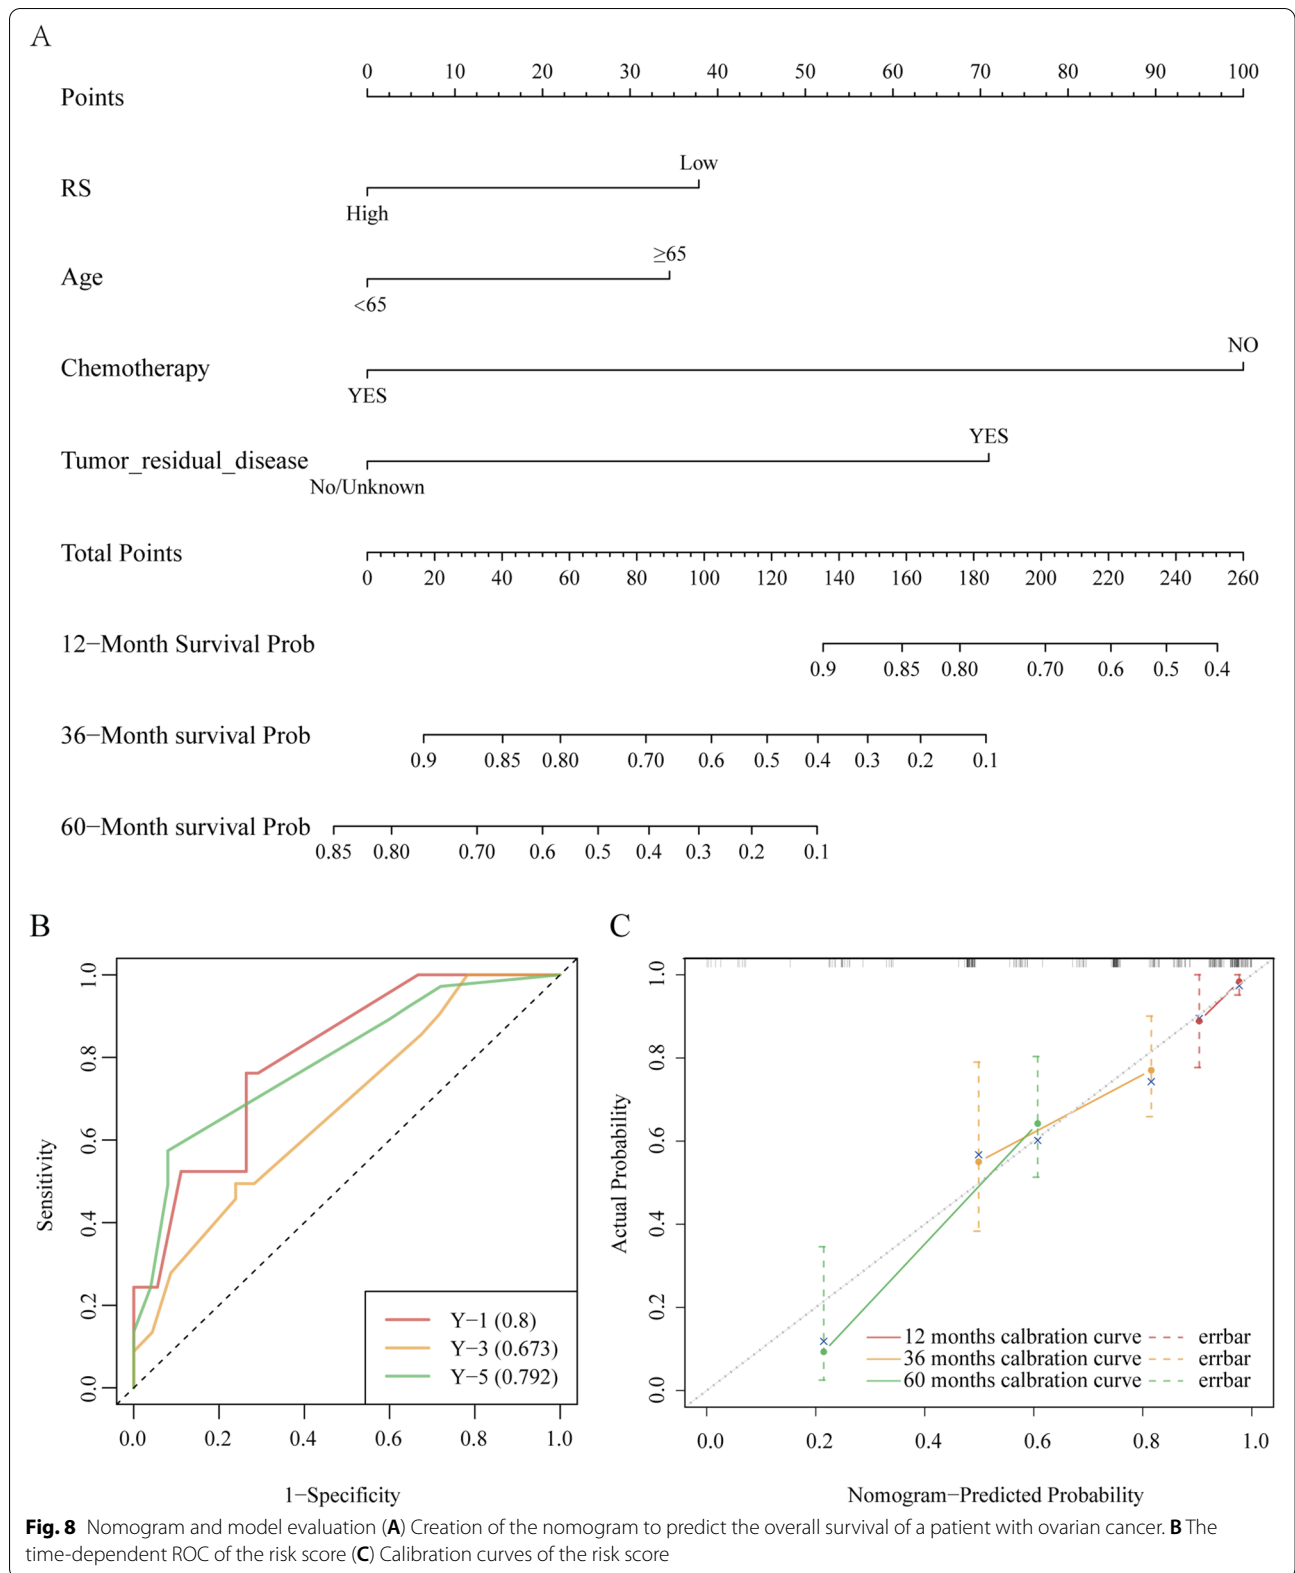 A
0 10 20 30 40 50 60 70 80 90 100
Points
Low
RS
High
≥65
Age
<65
NO
Chemotherapy
YES
YES
Tumor_residual_disease
No/Unknown
Total Points
0 20 40 60 80 100 120 140 160 180 200 220 240 260
12−Month Survival Prob
0.9 0.85 0.80 0.70 0.6 0.5 0.4
36−Month survival Prob
0.9 0.85 0.80 0.70 0.6 0.5 0.4 0.3 0.2 0.1
60−Month survival Prob
0.85 0.80 0.70 0.6 0.5 0.4 0.3 0.2 0.1
B
1.0
0.8
0.6
0.4
0.2
0.0
Sensitivity
Y−1 (0.8)
Y−3 (0.673)
Y−5 (0.792)
0.0 0.2 0.4 0.6 0.8 1.0
1−Specificity
C
1.0
0.8
0.6
0.4
0.2
0.0
Actual Probability
12 months calbration curve errbar
36 months calbration curve errbar
60 months calbration curve errbar
0.0 0.2 0.4 0.6 0.8 1.0
Nomogram−Predicted Probability
Fig. 8 Nomogram and model evaluation (A) Creation of the nomogram to predict the overall survival of a patient with ovarian cancer. B The
time-dependent ROC of the risk score (C) Calibration curves of the risk score